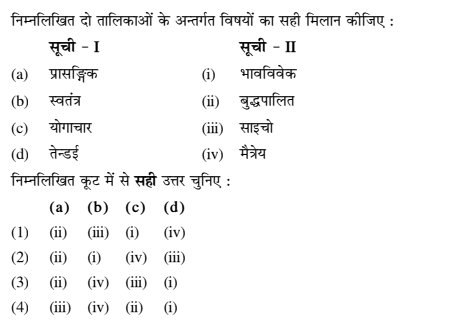 निम्नलिखित दो तालिकाओं के अन्तर्गत विषयों का सही मिलान कीजिए :
सूची - I सूची - II
(a) प्रासङ्गिक (i) भावविवेक
(b) स्वतंत्र (ii) बुद्धपालित
(c) योगाचार (iii) साइचो
(d) तेन्डई (iv) मैत्रेय
निम्नलिखित कूट में से सही उत्तर चुनिए :
(a) (b) (c) (d)
(1) (ii) (iii) (i) (iv)
(2) (ii) (i) (iv) (iii)
(3) (ii) (iv) (iii) (i)
(4) (iii) (iv) (ii) (i)